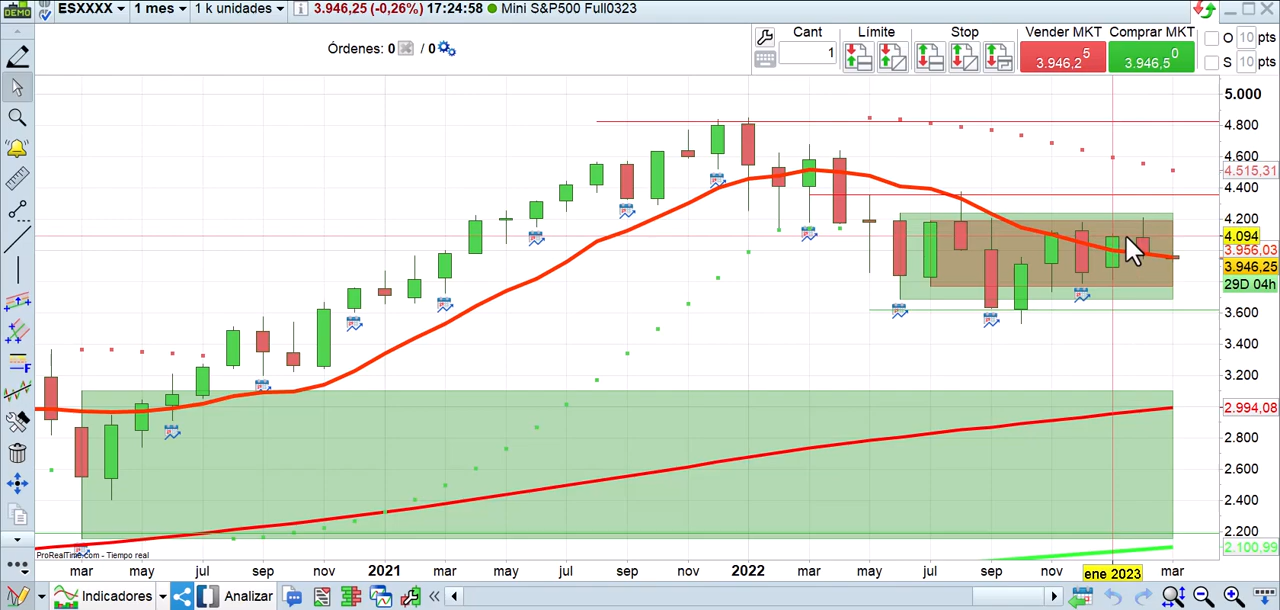 DEMO ESXXXX 1 mes 1 k unidades i 3.946,25 (-0,26%) 17:24:58 Mini S&P500 Full0323
Órdenes: 0 / 0
Cant Límite Stop Vender MKT Comprar MKT O 10 pts
1 3.946,2 5 3.946,5 0 S 10 pts
5.000
4.800
4.600
4.515,31
4.400
4.200
4.094
3.956,03
3.946,25
29D 04h
3.600
3.400
3.200
2.994,08
2.800
2.600
2.400
2.200
2.100,99
ProRealTime.com - Tiempo real
mar may jul sep nov 2021 mar may jul sep nov 2022 mar may jul sep nov ene 2023 mar
Indicadores Analizar